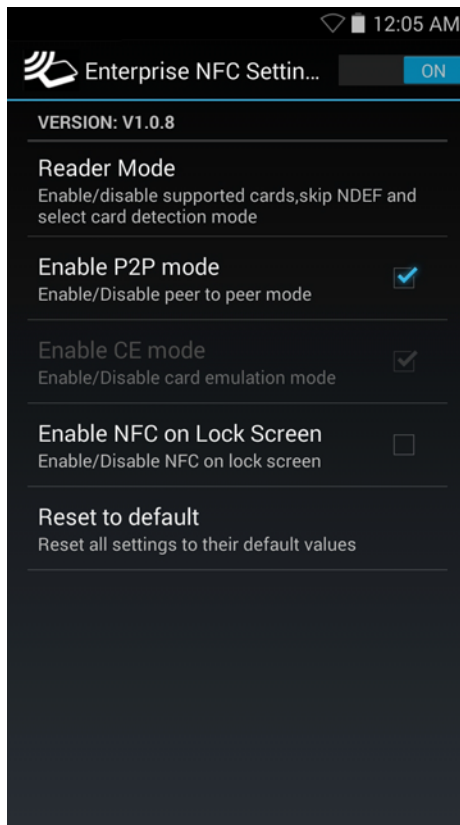 12:05 AM
Enterprise NFC Settin...
ON
VERSION: V1.0.8
Reader Mode
Enable/disable supported cards,skip NDEF and
select card detection mode
Enable P2P mode
Enable/Disable peer to peer mode
Enable CE mode
Enable/Disable card emulation mode
Enable NFC on Lock Screen
Enable/Disable NFC on lock screen
Reset to default
Reset all settings to their default values